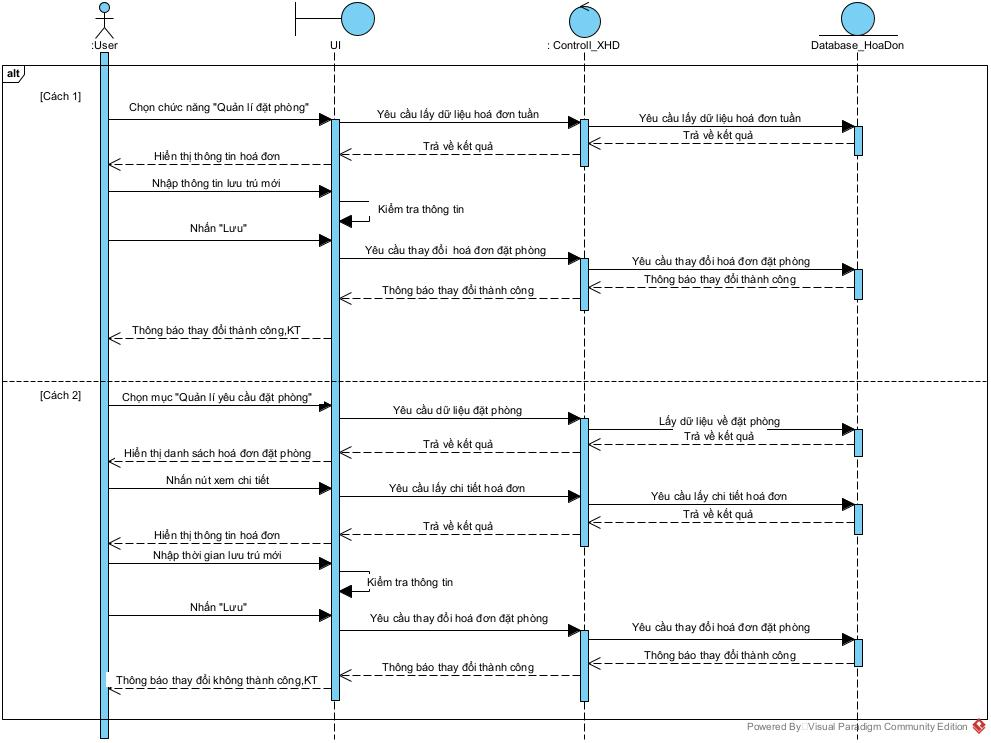 :User
UI
: Controll_XHD
Database_HoaDon
alt
[Cách 1]
Chọn chức năng "Quản lí đặt phòng"
Yêu cầu lấy dữ liệu hoá đơn tuần
Yêu cầu lấy dữ liệu hoá đơn tuần
Trả về kết quả
Trả về kết quả
Hiển thị thông tin hoá đơn
Nhập thông tin lưu trú mới
Kiểm tra thông tin
Nhấn "Lưu"
Yêu cầu thay đổi hoá đơn đặt phòng
Yêu cầu thay đổi hoá đơn đặt phòng
Thông báo thay đổi thành công
Thông báo thay đổi thành công
Thông báo thay đổi thành công,KT
[Cách 2]
Chọn mục "Quản lí yêu cầu đặt phòng"
Yêu cầu dữ liệu đặt phòng
Lấy dữ liệu về đặt phòng
Trả về kết quả
Trả về kết quả
Hiển thị danh sách hoá đơn đặt phòng
Nhấn nút xem chi tiết
Yêu cầu lấy chi tiết hoá đơn
Yêu cầu lấy chi tiết hoá đơn
Trả về kết quả
Trả về kết quả
Hiển thị thông tin hoá đơn
Nhập thời gian lưu trú mới
Kiểm tra thông tin
Nhấn "Lưu"
Yêu cầu thay đổi hoá đơn đặt phòng
Yêu cầu thay đổi hoá đơn đặt phòng
Thông báo thay đổi thành công
Thông báo thay đổi thành công
Thông báo thay đổi không thành công,KT
Powered By Visual Paradigm Community Edition